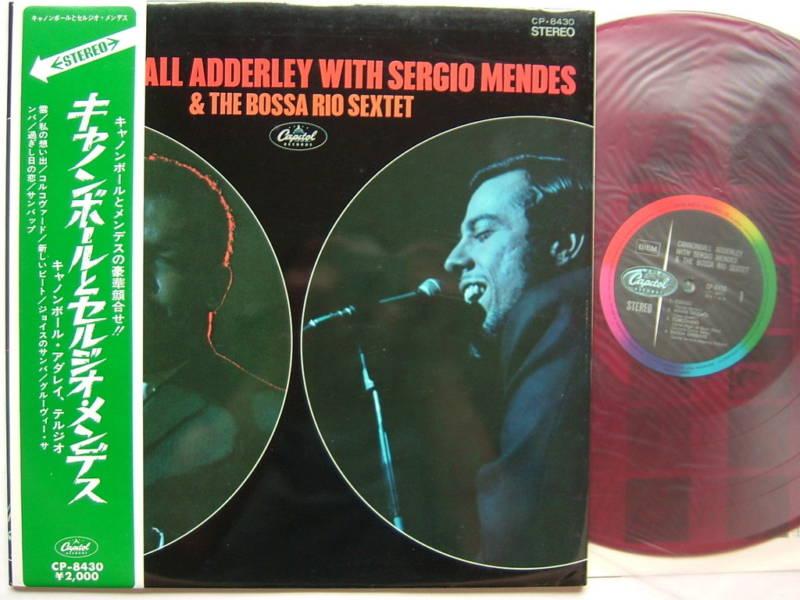 キャノンボールとセルジオ・メンデス
STEREO
キャノンボールとメンデスの豪華顔合せ!!
キャノンボールとセルジオ・メンデス
キャノンボール・アダレイ、テルジオ
雲/私の想い出/コルコヴァード/新しいビート/ジョイスのサンバ/グルーヴィー・サ
ンバ/過ぎし日の恋/サンバップ
Capitol
RECORDS
CP-8430
¥2,000
CP-8430
STEREO
ALL ADDERLEY WITH SERGIO MENDES
& THE BOSSA RIO SEXTET
Capitol
RECORDS
CANNONBALL ADDERLEY
WITH SERGIO MENDES
& THE BOSSA RIO SEXTET
Capitol
CP-8430
STEREO